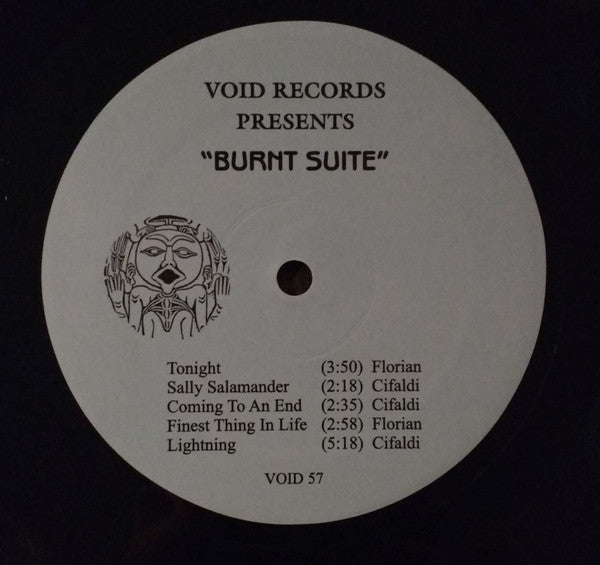 VOID RECORDS
PRESENTS
"BURNT SUITE"
Tonight (3:50) Florian
Sally Salamander (2:18) Cifaldi
Coming To An End (2:35) Cifaldi
Finest Thing In Life (2:58) Florian
Lightning (5:18) Cifaldi
VOID 57